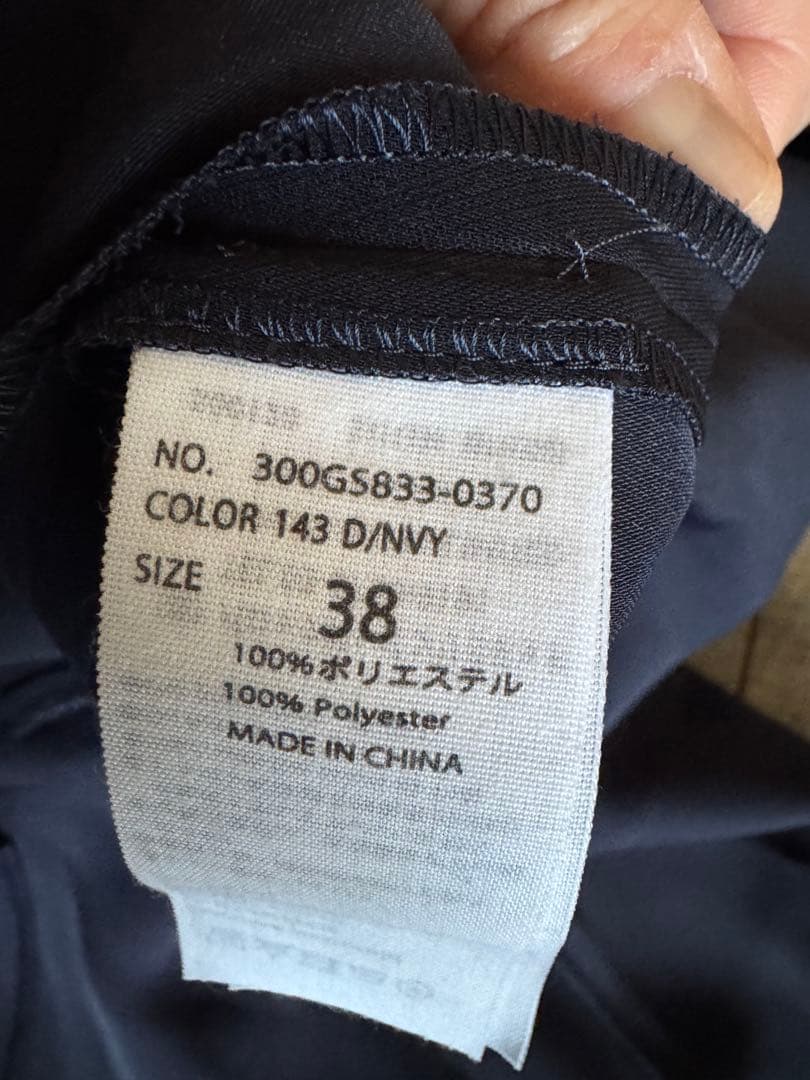 NO. 300GS833-0370
COLOR 143 D/NVY
SIZE 38
100%ポリエステル
100% Polyester
MADE IN CHINA